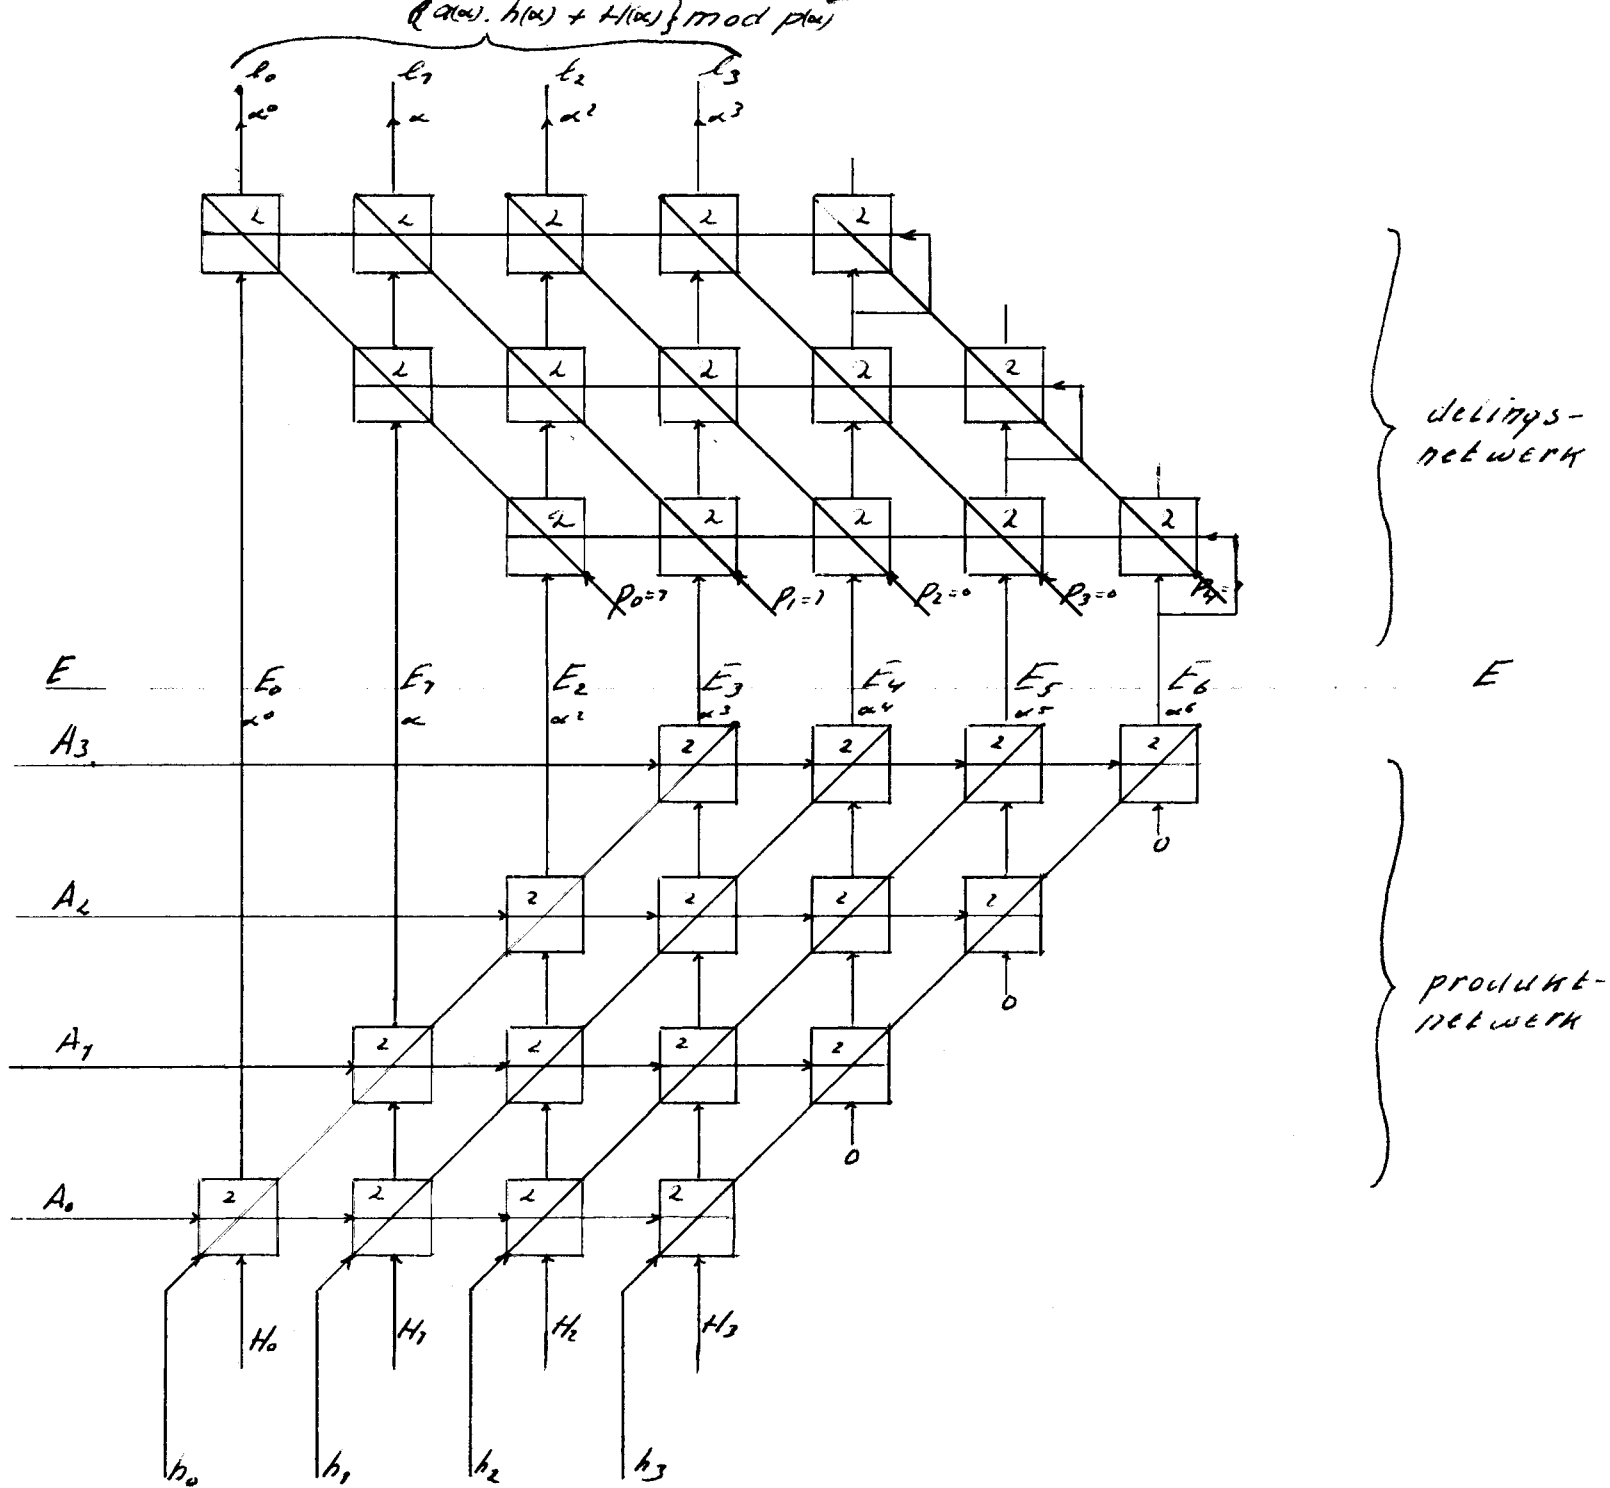 {a(α). h(α) + H(α)} mod p(α)
l₀ l₁ l₂ l₃
α⁰ α α² α³
2 2 2 2 2
2 2 2 2 2
delings-
netwerk
2 2 2 2 2
p₀=1 p₁=1 p₂=0 p₃=0 p₄=1
E E₀ E₁ E₂ E₃ E₄ E₅ E₆ E
α⁰ α α² α³ α⁴ α⁵ α⁶
A₃ 2 2 2 2
0
A₂ 2 2 2 2
produkt-
netwerk
0
A₁ 2 2 2 2
0
A₀ 2 2 2 2
H₀ H₁ H₂ H₃
h₀ h₁ h₂ h₃